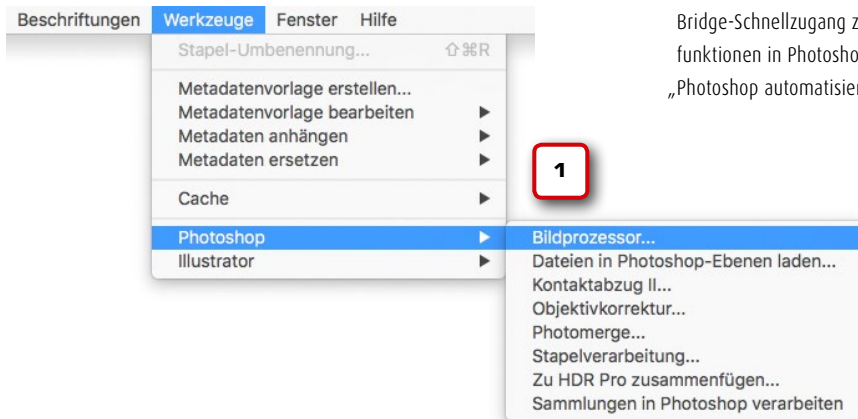 Beschriftungen Werkzeuge Fenster Hilfe
Stapel-Umbenennung... ⇧⌘R
Metadatenvorlage erstellen...
Metadatenvorlage bearbeiten
Metadaten anhängen
Metadaten ersetzen
Cache
Photoshop
Illustrator
1
Bildprozessor...
Dateien in Photoshop-Ebenen laden...
Kontaktabzug II...
Objektivkorrektur...
Photomerge...
Stapelverarbeitung...
Zu HDR Pro zusammenfügen...
Sammlungen in Photoshop verarbeiten
Bridge-Schnellzugang
funktionen in
„Photoshop